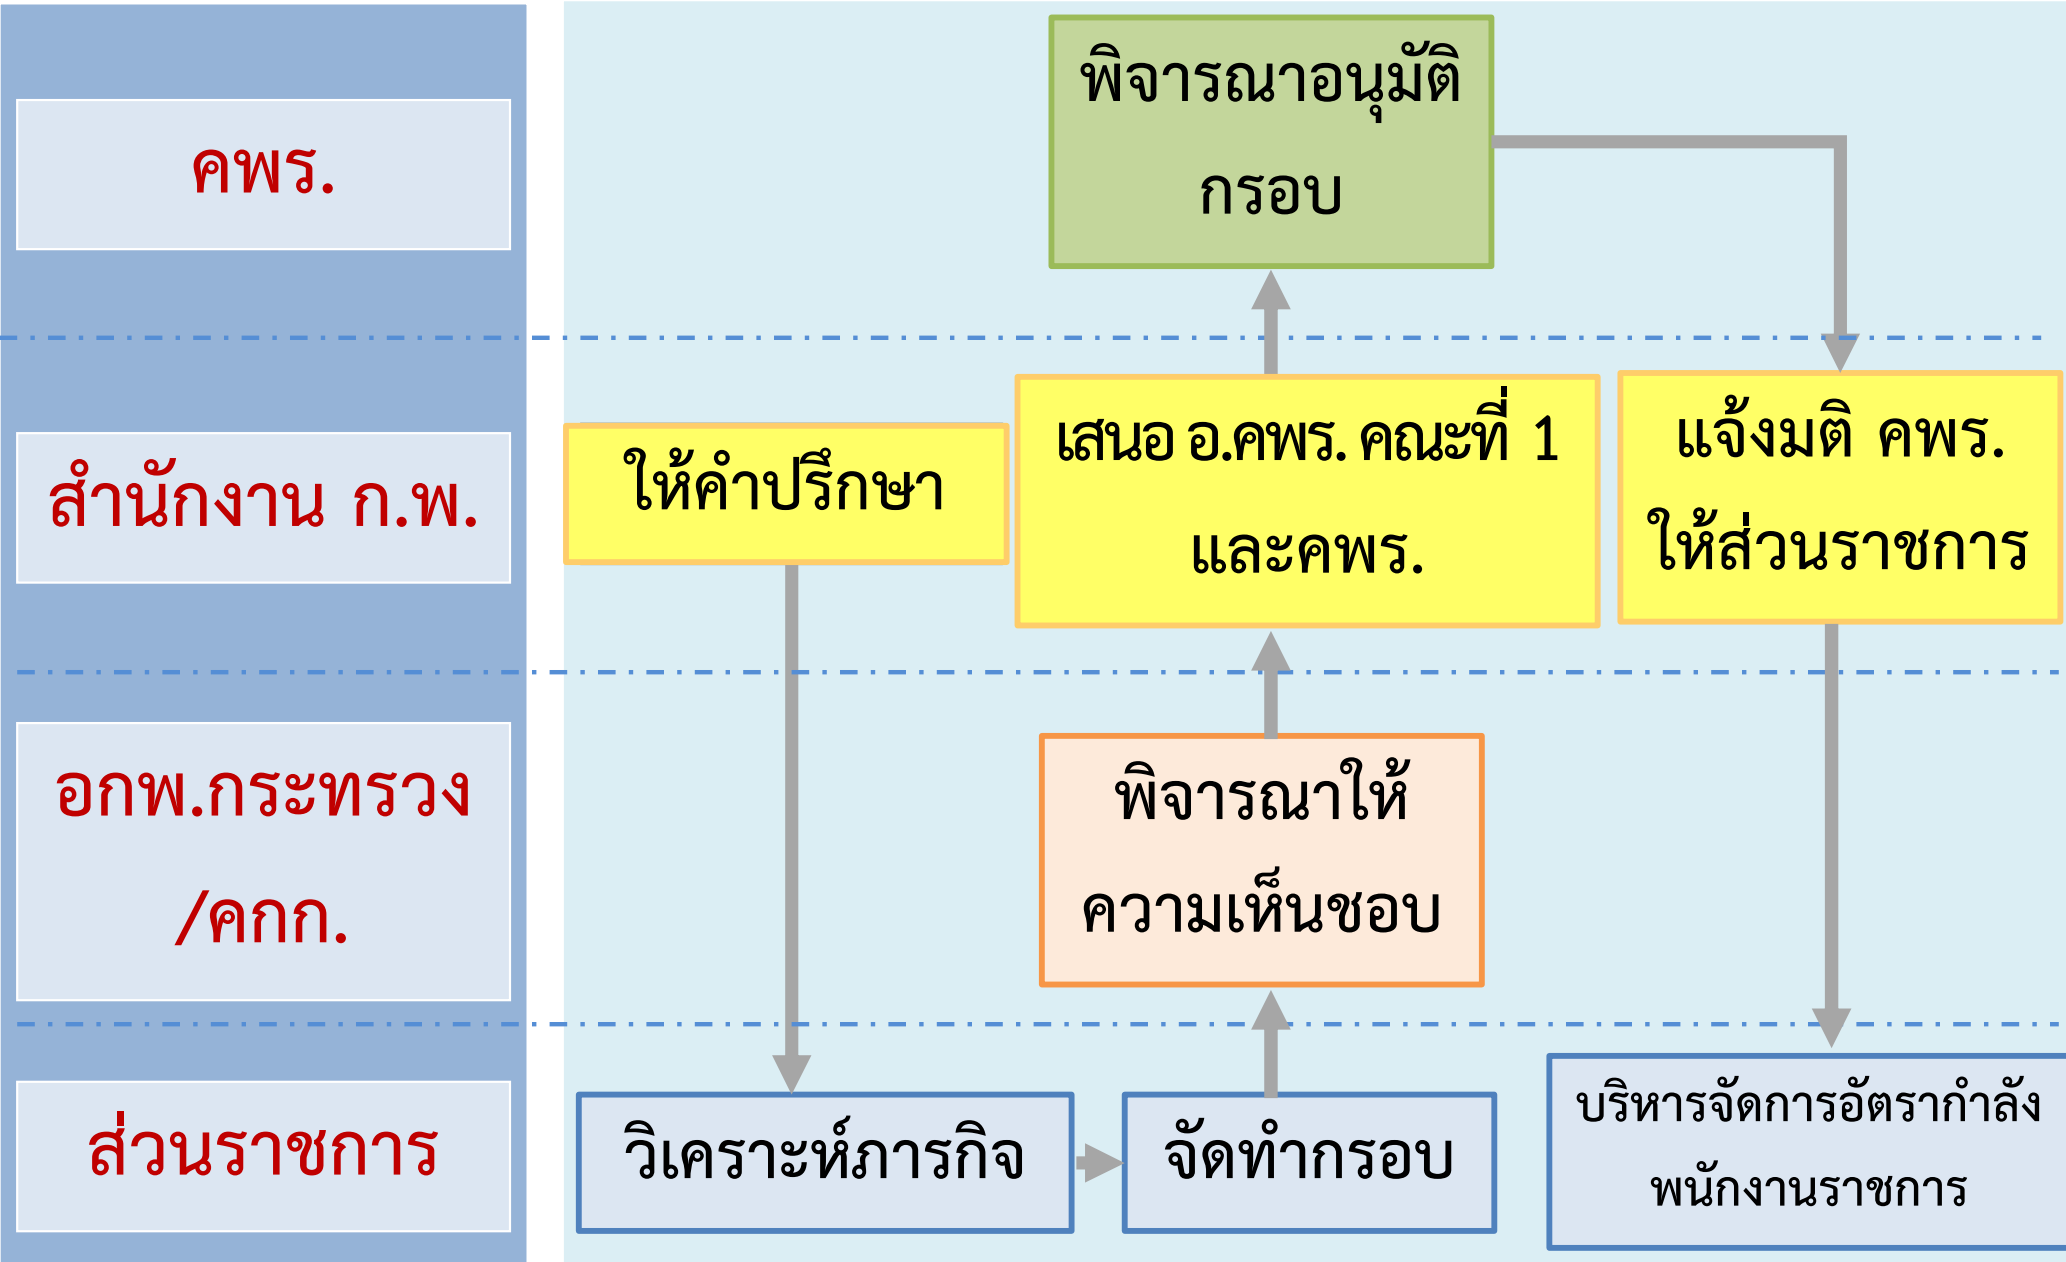 คพร.
พิจารณาอนุมัติ
กรอบ
สำนักงาน ก.พ.
ให้คำปรึกษา
เสนอ อ.คพร. คณะที่ 1
และคพร.
แจ้งมติ คพร.
ให้ส่วนราชการ
อกพ.กระทรวง
/คกก.
พิจารณาให้
ความเห็นชอบ
ส่วนราชการ
วิเคราะห์ภารกิจ
จัดทำกรอบ
บริหารจัดการอัตรากำลัง
พนักงานราชการ